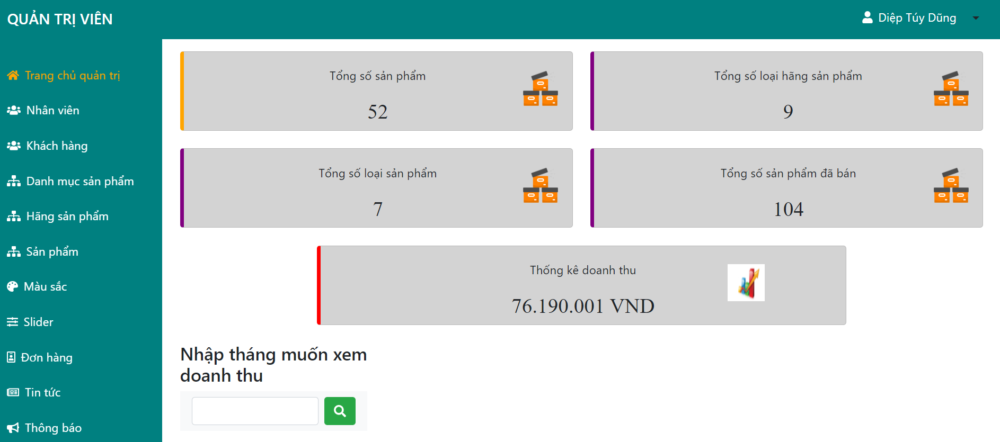 QUẢN TRỊ VIÊN
Diệp Túy Dũng
Trang chủ quản trị
Nhân viên
Khách hàng
Danh mục sản phẩm
Hãng sản phẩm
Sản phẩm
Màu sắc
Slider
Đơn hàng
Tin tức
Thông báo
Tổng số sản phẩm
52
Tổng số loại hãng sản phẩm
9
Tổng số loại sản phẩm
7
Tổng số sản phẩm đã bán
104
Thống kê doanh thu
76.190.001 VND
Nhập tháng muốn xem
doanh thu